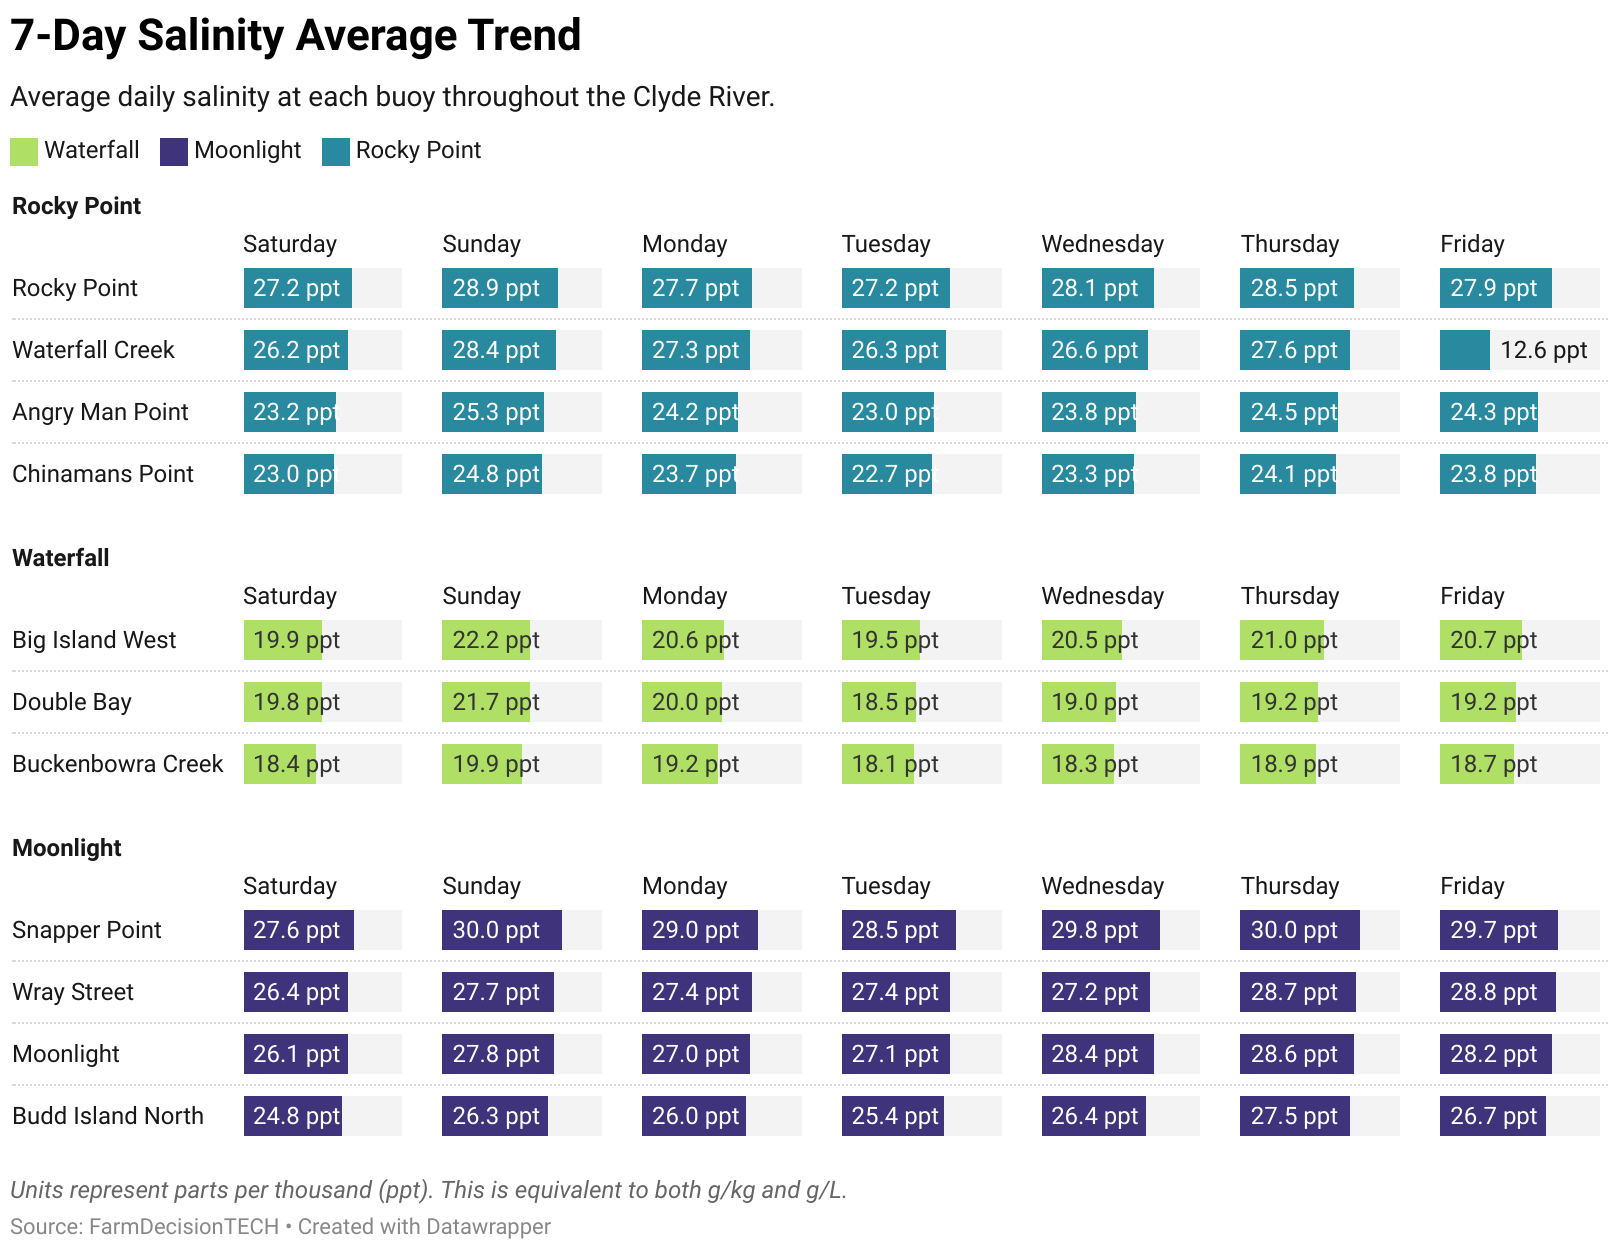 7-Day Salinity Average Trend
Average daily salinity at each buoy throughout the Clyde River.
Waterfall Moonlight Rocky Point
Rocky Point
Saturday Sunday Monday Tuesday Wednesday Thursday Friday
Rocky Point 27.2 ppt 28.9 ppt 27.7 ppt 27.2 ppt 28.1 ppt 28.5 ppt 27.9 ppt
Waterfall Creek 26.2 ppt 28.4 ppt 27.3 ppt 26.3 ppt 26.6 ppt 27.6 ppt 12.6 ppt
Angry Man Point 23.2 ppt 25.3 ppt 24.2 ppt 23.0 ppt 23.8 ppt 24.5 ppt 24.3 ppt
Chinamans Point 23.0 ppt 24.8 ppt 23.7 ppt 22.7 ppt 23.3 ppt 24.1 ppt 23.8 ppt
Waterfall
Saturday Sunday Monday Tuesday Wednesday Thursday Friday
Big Island West 19.9 ppt 22.2 ppt 20.6 ppt 19.5 ppt 20.5 ppt 21.0 ppt 20.7 ppt
Double Bay 19.8 ppt 21.7 ppt 20.0 ppt 18.5 ppt 19.0 ppt 19.2 ppt 19.2 ppt
Buckenbowra Creek 18.4 ppt 19.9 ppt 19.2 ppt 18.1 ppt 18.3 ppt 18.9 ppt 18.7 ppt
Moonlight
Saturday Sunday Monday Tuesday Wednesday Thursday Friday
Snapper Point 27.6 ppt 30.0 ppt 29.0 ppt 28.5 ppt 29.8 ppt 30.0 ppt 29.7 ppt
Wray Street 26.4 ppt 27.7 ppt 27.4 ppt 27.4 ppt 27.2 ppt 28.7 ppt 28.8 ppt
Moonlight 26.1 ppt 27.8 ppt 27.0 ppt 27.1 ppt 28.4 ppt 28.6 ppt 28.2 ppt
Budd Island North 24.8 ppt 26.3 ppt 26.0 ppt 25.4 ppt 26.4 ppt 27.5 ppt 26.7 ppt
Units represent parts per thousand (ppt). This is equivalent to both g/kg and g/L.
Source: FarmDecisionTECH • Created with Datawrapper